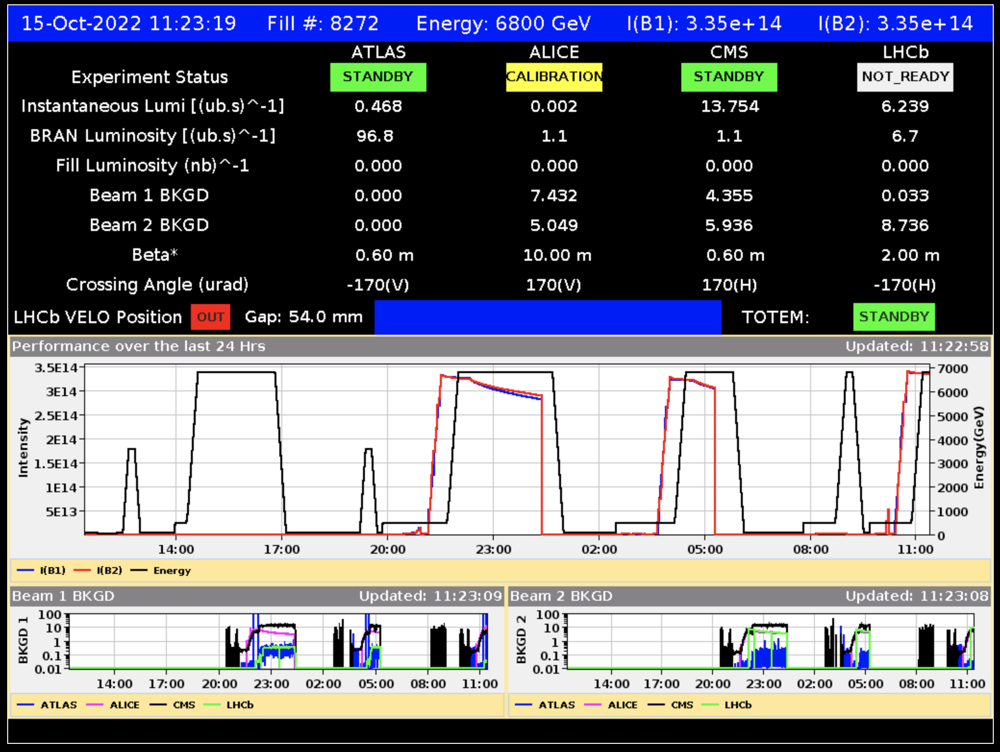 15-Oct-2022 11:23:19 Fill #: 8272 Energy: 6800 GeV I(B1): 3.35e+14 I(B2): 3.35e+14
ATLAS ALICE CMS LHCb
Experiment Status STANDBY CALIBRATION STANDBY NOT_READY
Instantaneous Lumi [(ub.s)^-1] 0.468 0.002 13.754 6.239
BRAN Luminosity [(ub.s)^-1] 96.8 1.1 1.1 6.7
Fill Luminosity (nb)^-1 0.000 0.000 0.000 0.000
Beam 1 BKGD 0.000 7.432 4.355 0.033
Beam 2 BKGD 0.000 5.049 5.936 8.736
Beta* 0.60 m 10.00 m 0.60 m 2.00 m
Crossing Angle (urad) -170(V) 170(V) 170(H) -170(H)
LHCb VELO Position OUT Gap: 54.0 mm TOTEM: STANDBY
Performance over the last 24 Hrs Updated: 11:22:58
Intensity
3.5E14
3E14
2.5E14
2E14
1.5E14
1E14
5E13
7000
6000
5000
4000
3000
2000
1000
0
Energy(GeV)
14:00 17:00 20:00 23:00 02:00 05:00 08:00 11:00
I(B1) I(B2) Energy
Beam 1 BKGD Updated: 11:23:09
BKGD 1
100
10
1
0.1
0.01
14:00 17:00 20:00 23:00 02:00 05:00 08:00 11:00
ATLAS ALICE CMS LHCb
Beam 2 BKGD Updated: 11:23:08
BKGD 2
100
10
1
0.1
0.01
14:00 17:00 20:00 23:00 02:00 05:00 08:00 11:00
ATLAS ALICE CMS LHCb